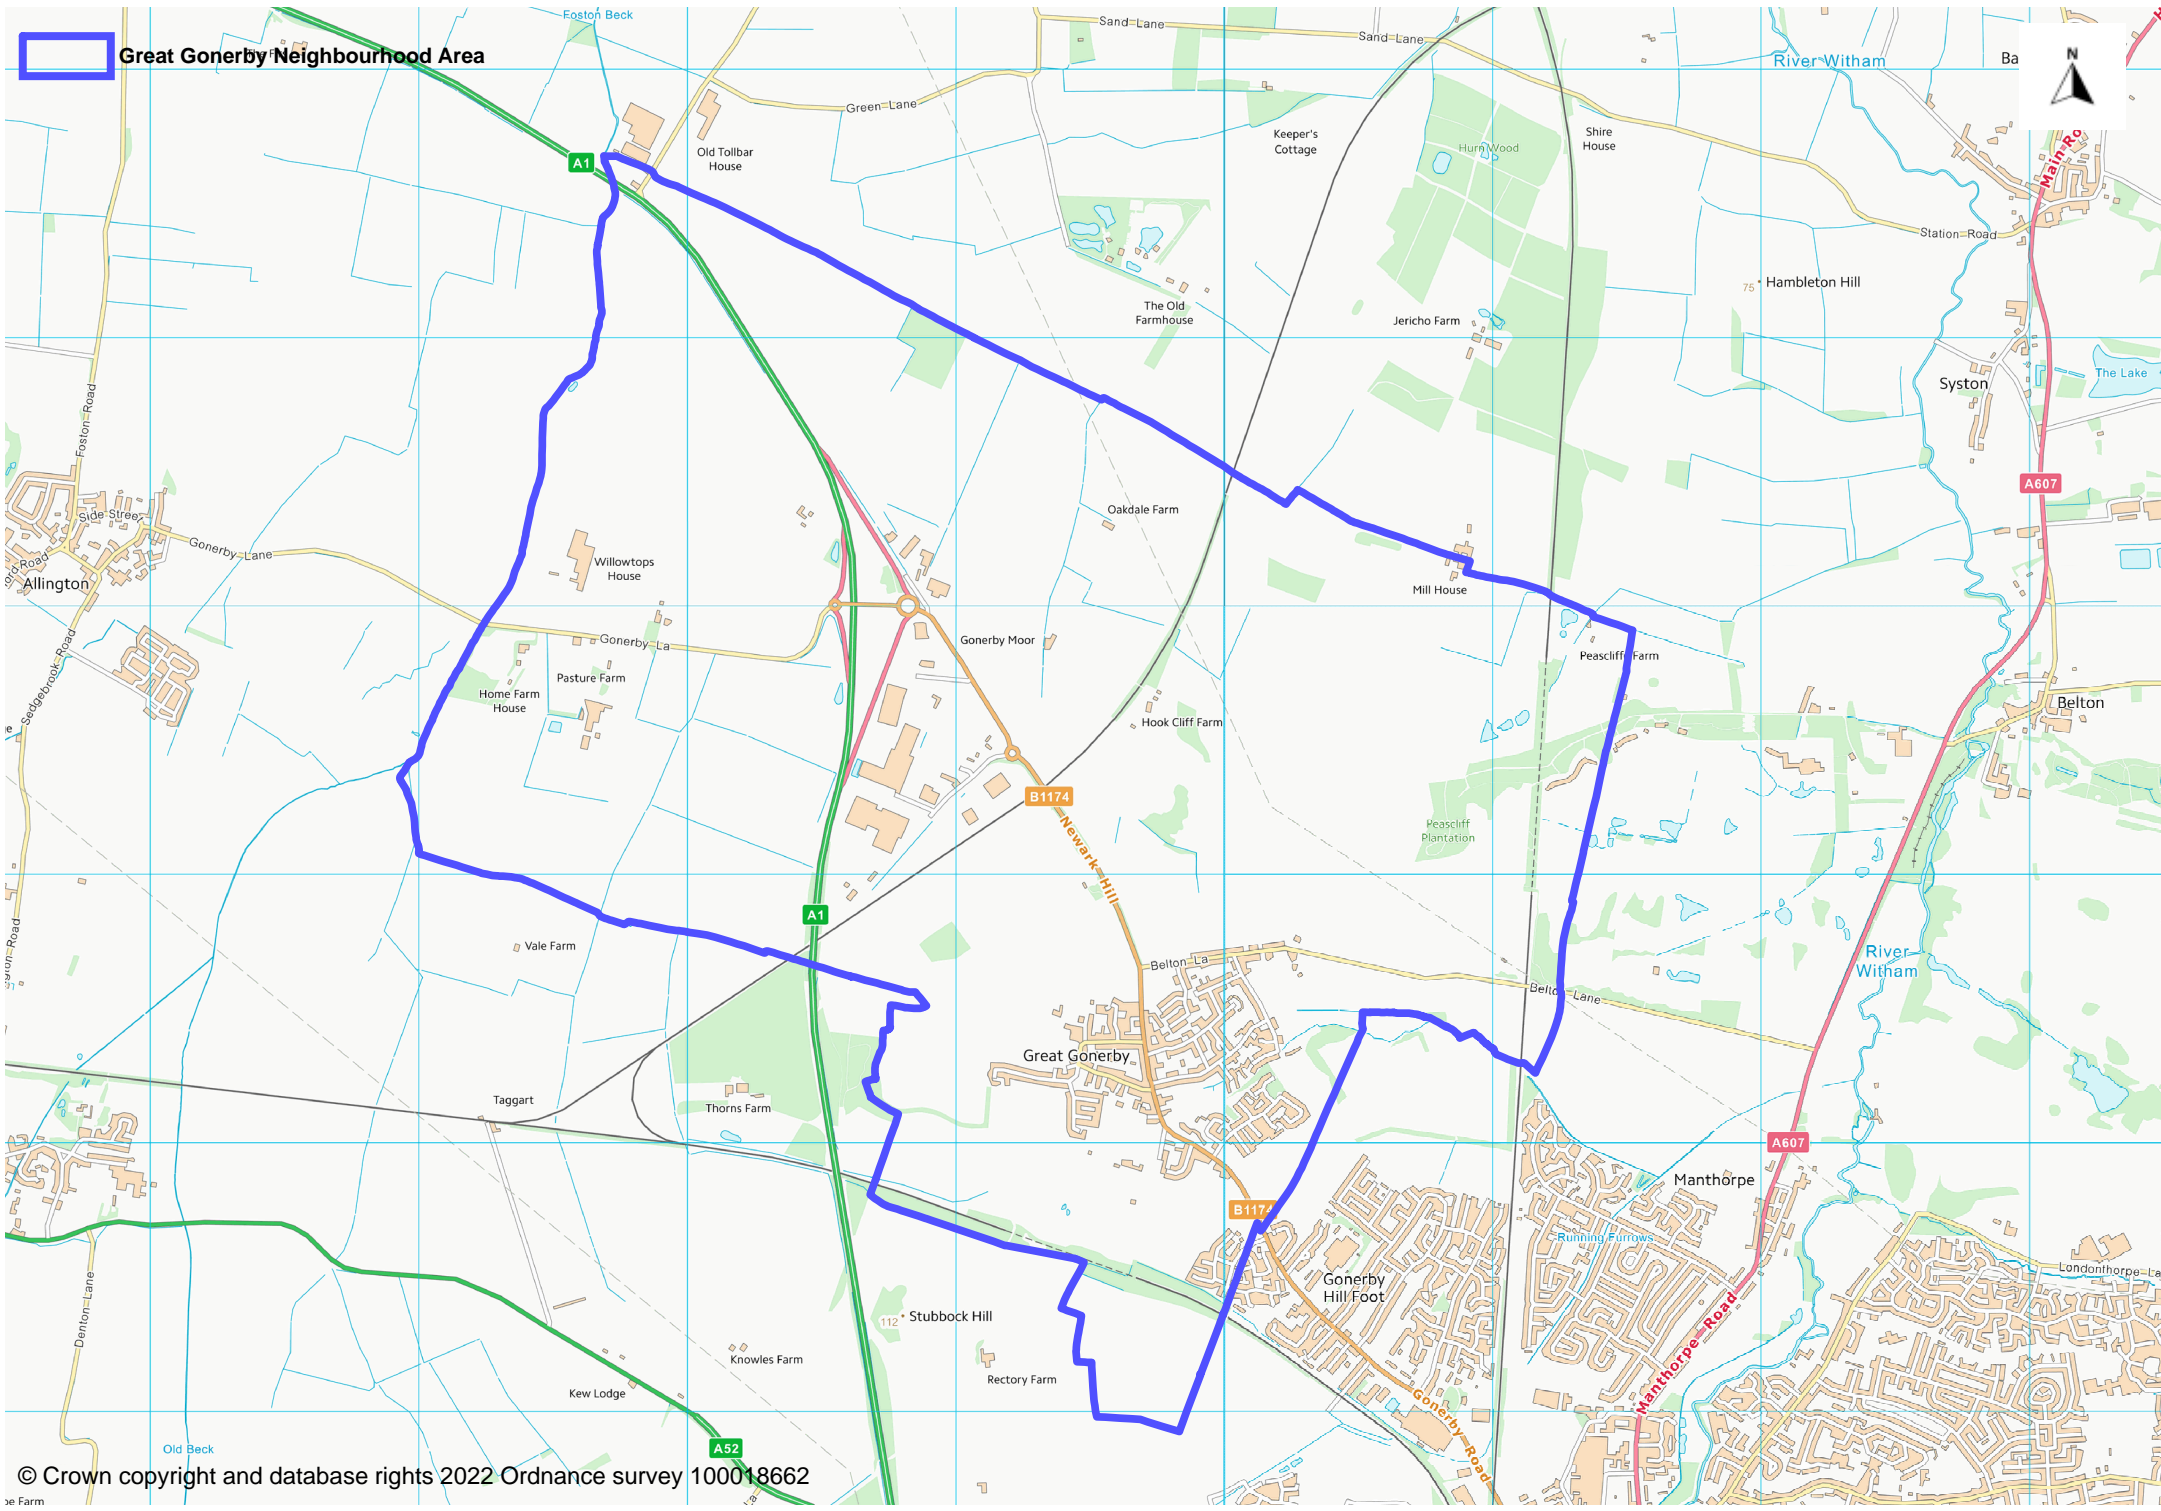 Great Gonerby Neighbourhood Area
Foston Beck
Sand Lane
Sand Lane
River Witham
N
Green Lane
Old Tollbar
House
A1
Keeper's
Cottage
Hurn Wood
Shire
House
Main Ro
Station Road
75
Hambleton Hill
The Old
Farmhouse
Jericho Farm
Foston Road
Syston
The Lake
A607
Side Street
Gonerby Lane
Allington
Willowtops
House
Oakdale Farm
Mill House
Gonerby La
Gonerby Moor
Peascliffe Farm
Sedgebrook Road
Home Farm
House
Pasture Farm
Hook Cliff Farm
Belton
B1174
Newark Hill
Peascliff
Plantation
A1
Vale Farm
Belton La
River
Witham
Belton Lane
Great Gonerby
Taggart
Thorns Farm
A607
Manthorpe
B1174
Running Furrows
Gonerby
Hill Foot
Londonthorpe La
Denton Lane
112
Stubbock Hill
Knowles Farm
Rectory Farm
Kew Lodge
Manthorpe Road
Gonerby Road
Old Beck
A52
© Crown copyright and database rights 2022 Ordnance survey 100018662